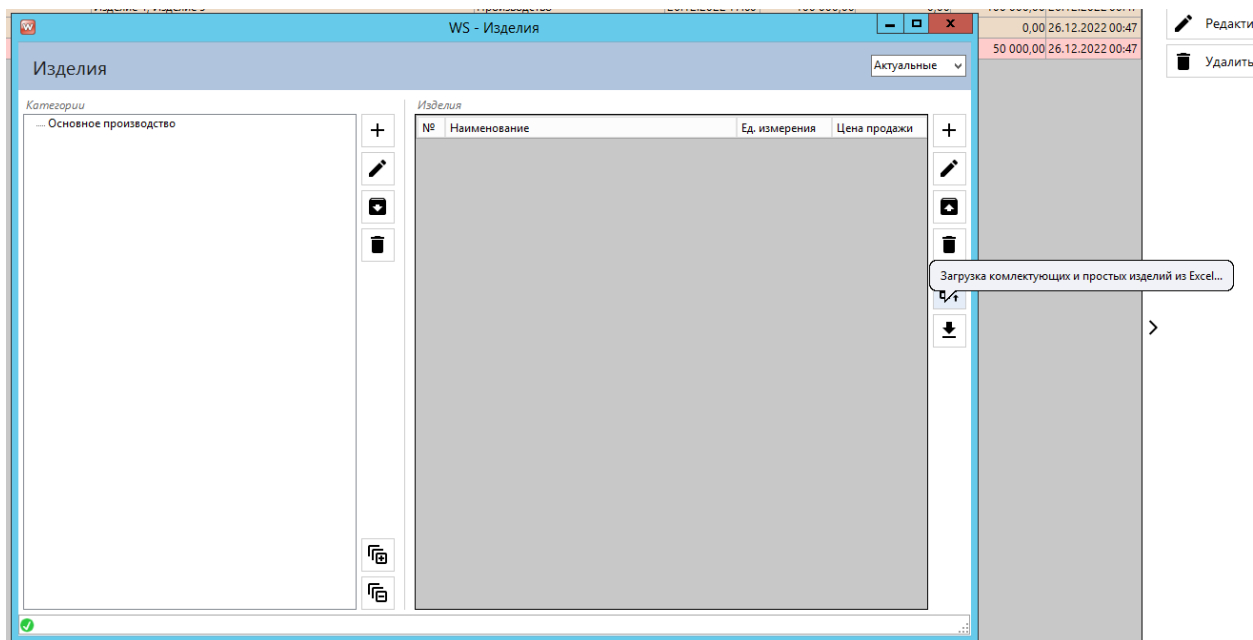 WS - Изделия
0,00 26.12.2022 00:47
Редакти
50 000,00 26.12.2022 00:47
Удалить
Изделия
Актуальные
Категории
Изделия
Основное производство
№ Наименование Ед. измерения Цена продажи
Загрузка комлектующих и простых изделий из Excel...